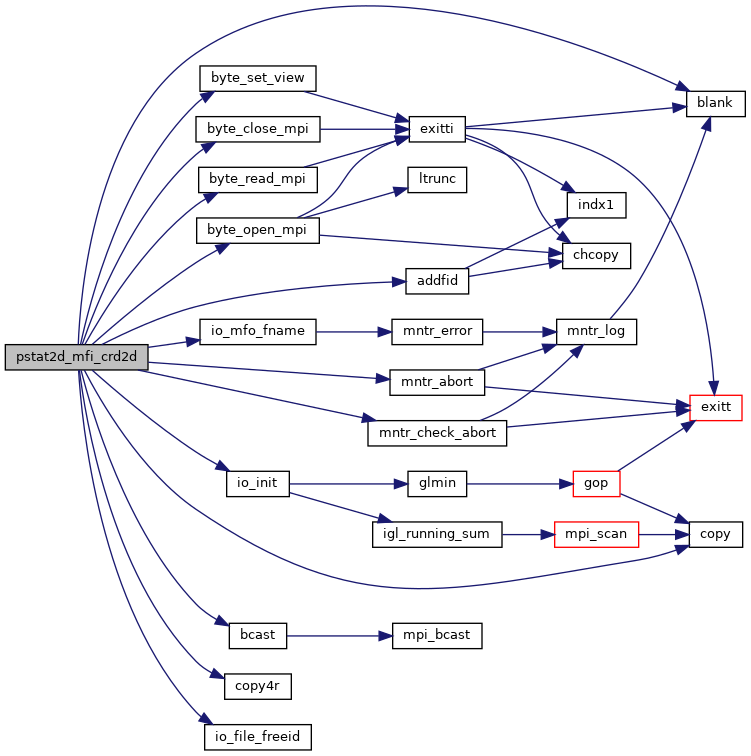 byte_set_view
blank
byte_close_mpi
exitti
byte_read_mpi
ltrunc
indx1
byte_open_mpi
chcopy
addfid
io_mfo_fname
mntr_error
mntr_log
pstat2d_mfi_crd2d
mntr_abort
exitt
mntr_check_abort
io_init
glmin
gop
igl_running_sum
mpi_scan
copy
bcast
mpi_bcast
copy4r
io_file_freeid